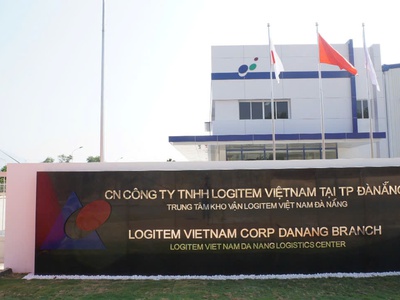 CN CÔNG TY TNHH LOGITEM VIỆTNAM TẠI TP ĐÀNẴNG
TRUNG TÂM KHO VẬN LOGITEM VIỆT NAM ĐÀ NẴNG
LOGITEM VIETNAM CORP DANANG BRANCH
LOGITEM VIET NAM DA NANG LOGISTICS CENTER